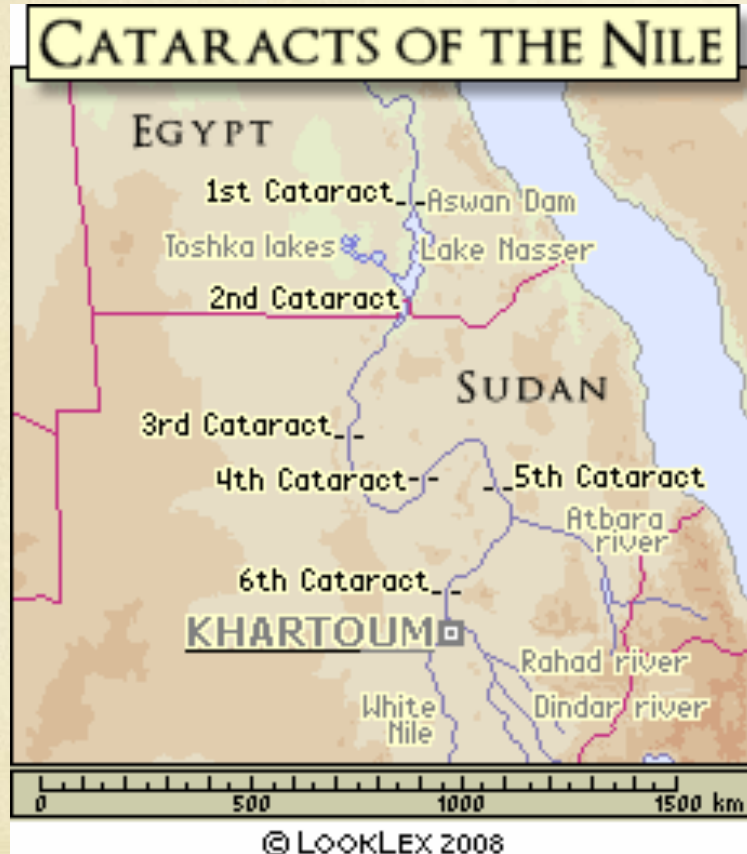 CATARACTS OF THE NILE
EGYPT
1st Cataract
Aswan Dam
Toshka lakes
Lake Nasser
2nd Cataract
SUDAN
3rd Cataract
4th Cataract
5th Cataract
Atbara
river
6th Cataract
KHARTOUM
Rahad river
White
Nile
Dindar river
0 500 1000 1500 km
© LOOKLEX 2008